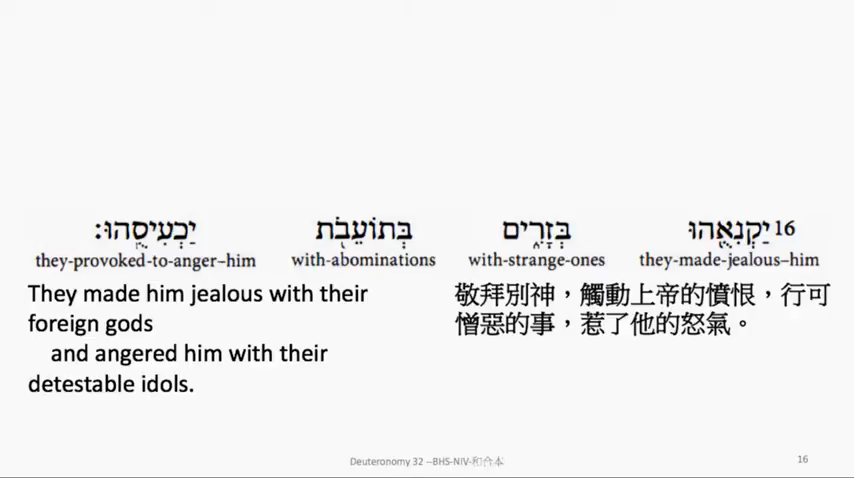 16 יַקְנִאֻ֖הוּ בְּזָרִ֑ים בְּתוֹעֵבֹ֖ת יַכְעִיסֻֽהוּ׃
they-made-jealous–him with-strange-ones with-abominations they-provoked-to-anger–him
They made him jealous with their
foreign gods
and angered him with their
detestable idols.
敬拜別神，觸動上帝的憤恨，行可
憎惡的事，惹了他的怒氣。
Deuteronomy 32 --BHS-NIV-和合本
16